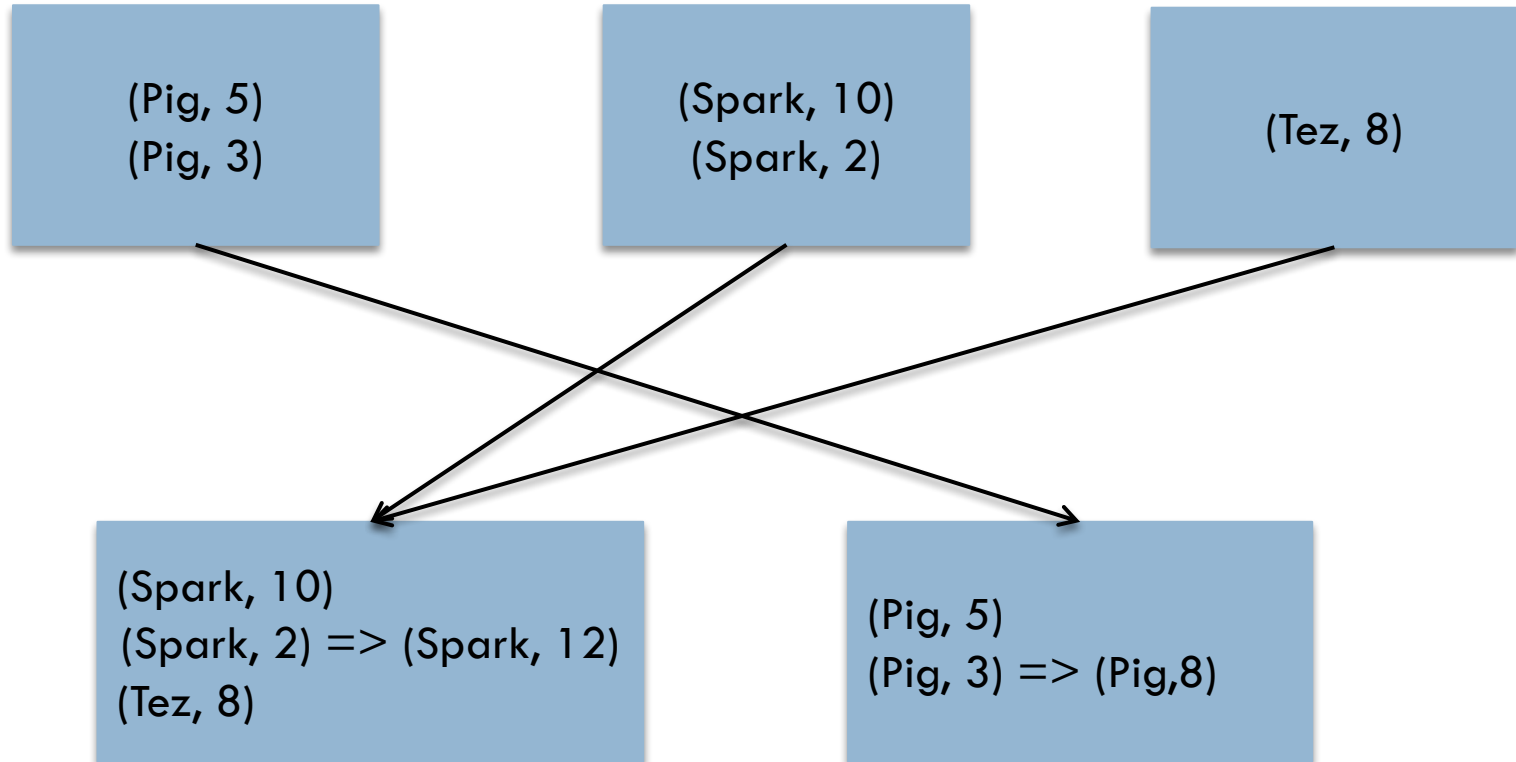 (Pig, 5)
(Pig, 3)
(Spark, 10)
(Spark, 2)
(Tez, 8)
(Spark, 10)
(Spark, 2) => (Spark, 12)
(Tez, 8)
(Pig, 5)
(Pig, 3) => (Pig,8)